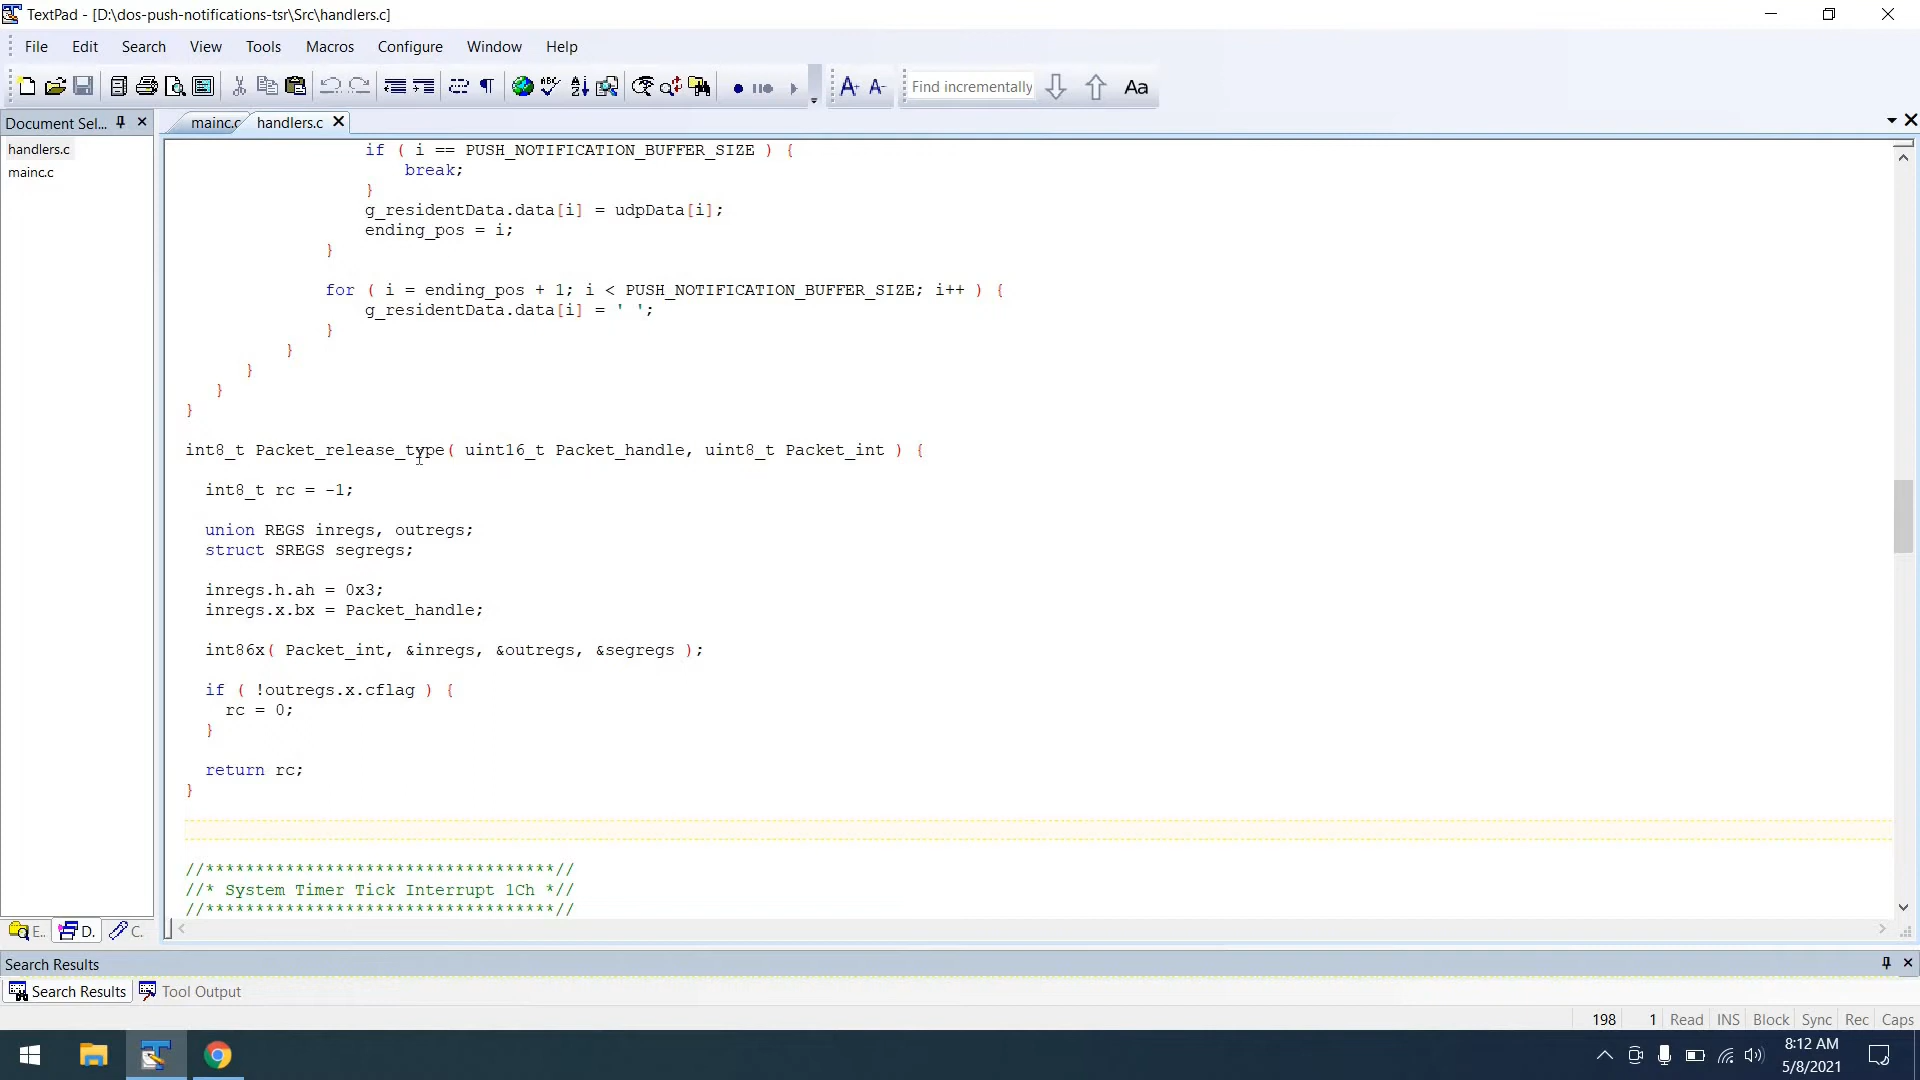 TextPad - [D:\dos-push-notifications-tsr\Src\handlers.c]
File Edit Search View Tools Macros Configure Window Help
Find incrementally Aa
Document Sel...
mainc.c handlers.c
handlers.c
mainc.c
if ( i == PUSH_NOTIFICATION_BUFFER_SIZE ) {
break;
}
g_residentData.data[i] = udpData[i];
ending_pos = i;
}
for ( i = ending_pos + 1; i < PUSH_NOTIFICATION_BUFFER_SIZE; i++ ) {
g_residentData.data[i] = ' ';
}
}
}
}
}
int8_t Packet_release_type( uint16_t Packet_handle, uint8_t Packet_int ) {
int8_t rc = -1;
union REGS inregs, outregs;
struct SREGS segregs;
inregs.h.ah = 0x3;
inregs.x.bx = Packet_handle;
int86x( Packet_int, &inregs, &outregs, &segregs );
if ( !outregs.x.cflag ) {
rc = 0;
}
return rc;
}
//***********************************//
//* System Timer Tick Interrupt 1Ch *//
//***********************************//
E. D. C.
Search Results
Search Results Tool Output
198 1 Read INS Block Sync Rec Caps
8:12 AM
5/8/2021